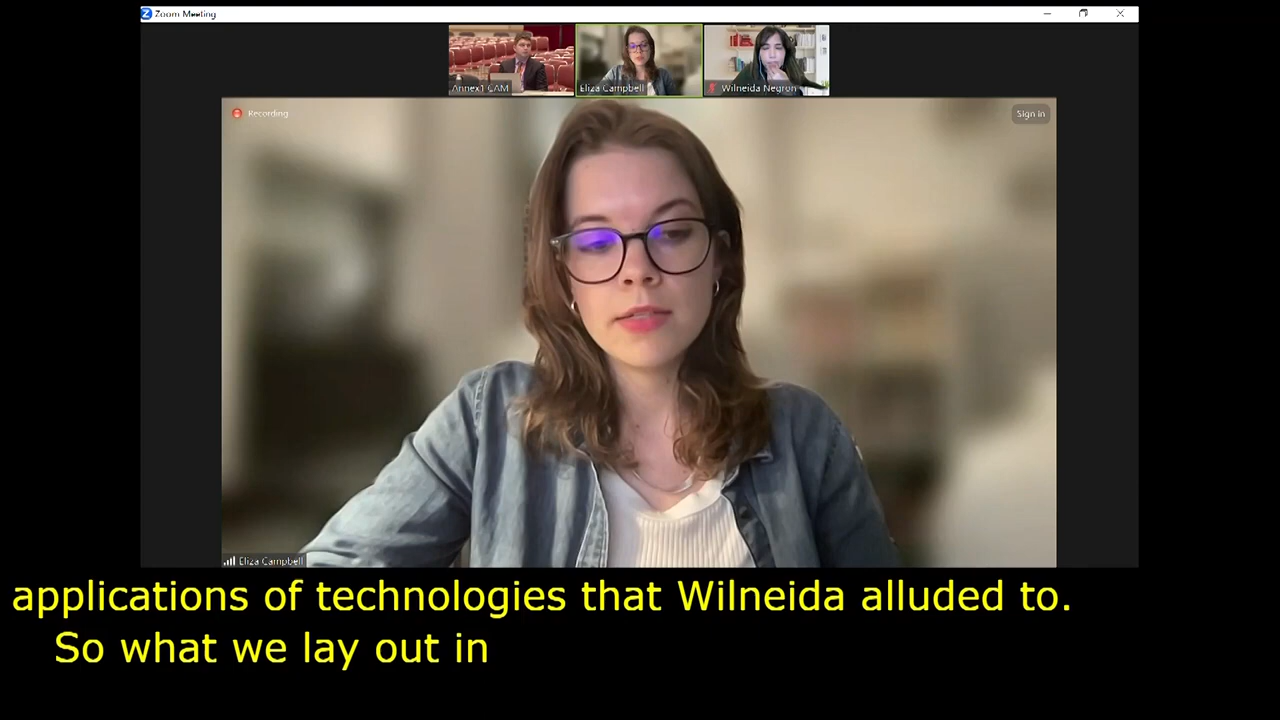 Zoom Meeting
Annex1 CAM
Eliza Campbell
Wilneida Negron
Recording
Sign in
Eliza Campbell
applications of technologies that Wilneida alluded to.
So what we lay out in